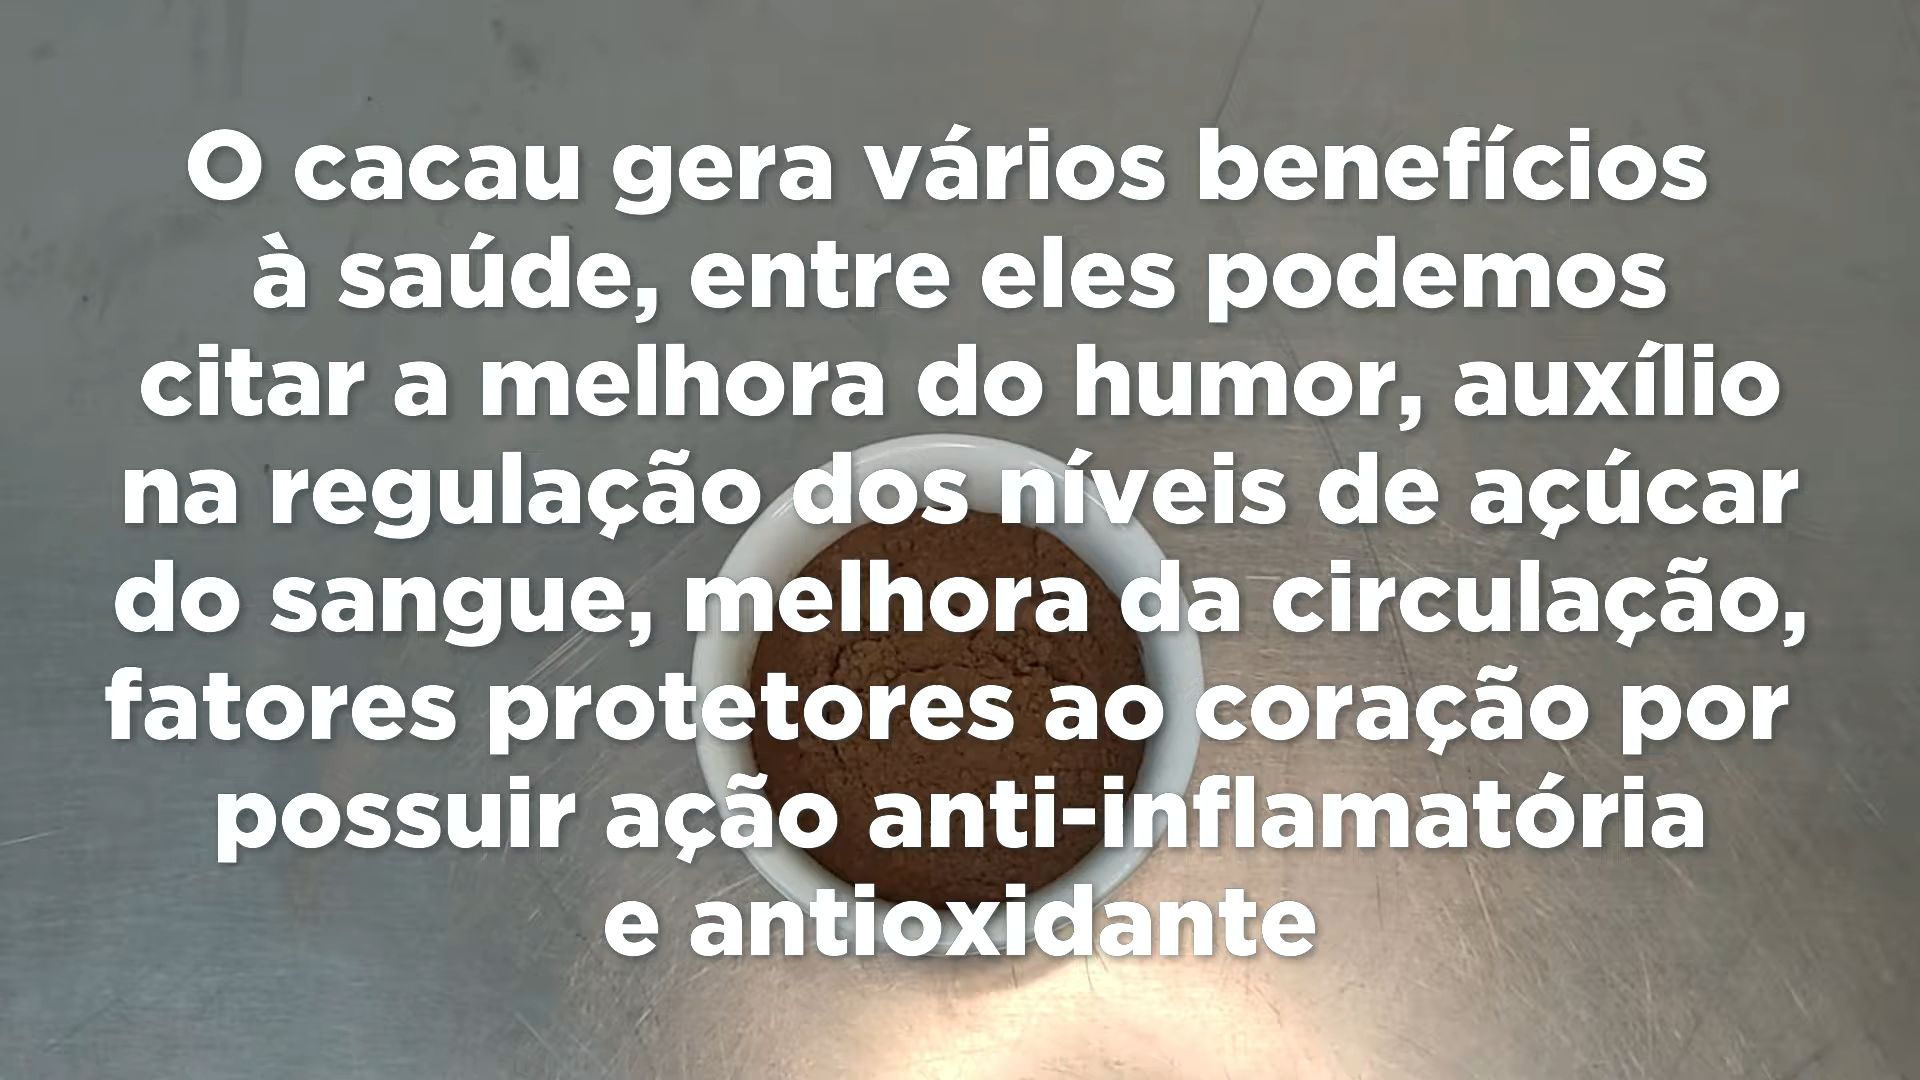 O cacau gera vários benefícios
à saúde, entre eles podemos
citar a melhora do humor, auxílio
na regulação dos níveis de açúcar
do sangue, melhora da circulação,
fatores protetores ao coração por
possuir ação anti-inflamatória
e antioxidante